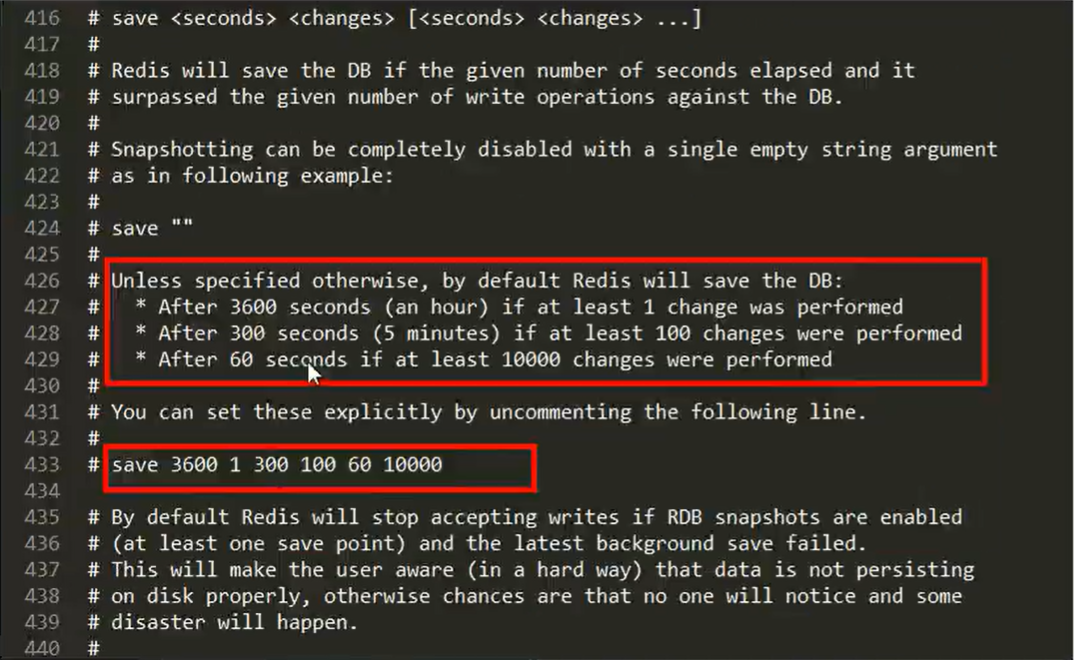 416 # save <seconds> <changes> [<seconds> <changes> ...]
417 #
418 # Redis will save the DB if the given number of seconds elapsed and it
419 # surpassed the given number of write operations against the DB.
420 #
421 # Snapshotting can be completely disabled with a single empty string argument
422 # as in following example:
423 #
424 # save ""
425 #
426 # Unless specified otherwise, by default Redis will save the DB:
427 #   * After 3600 seconds (an hour) if at least 1 change was performed
428 #   * After 300 seconds (5 minutes) if at least 100 changes were performed
429 #   * After 60 seconds if at least 10000 changes were performed
430 #
431 # You can set these explicitly by uncommenting the following line.
432 #
433 # save 3600 1 300 100 60 10000
434
435 # By default Redis will stop accepting writes if RDB snapshots are enabled
436 # (at least one save point) and the latest background save failed.
437 # This will make the user aware (in a hard way) that data is not persisting
438 # on disk properly, otherwise chances are that no one will notice and some
439 # disaster will happen.
440 #